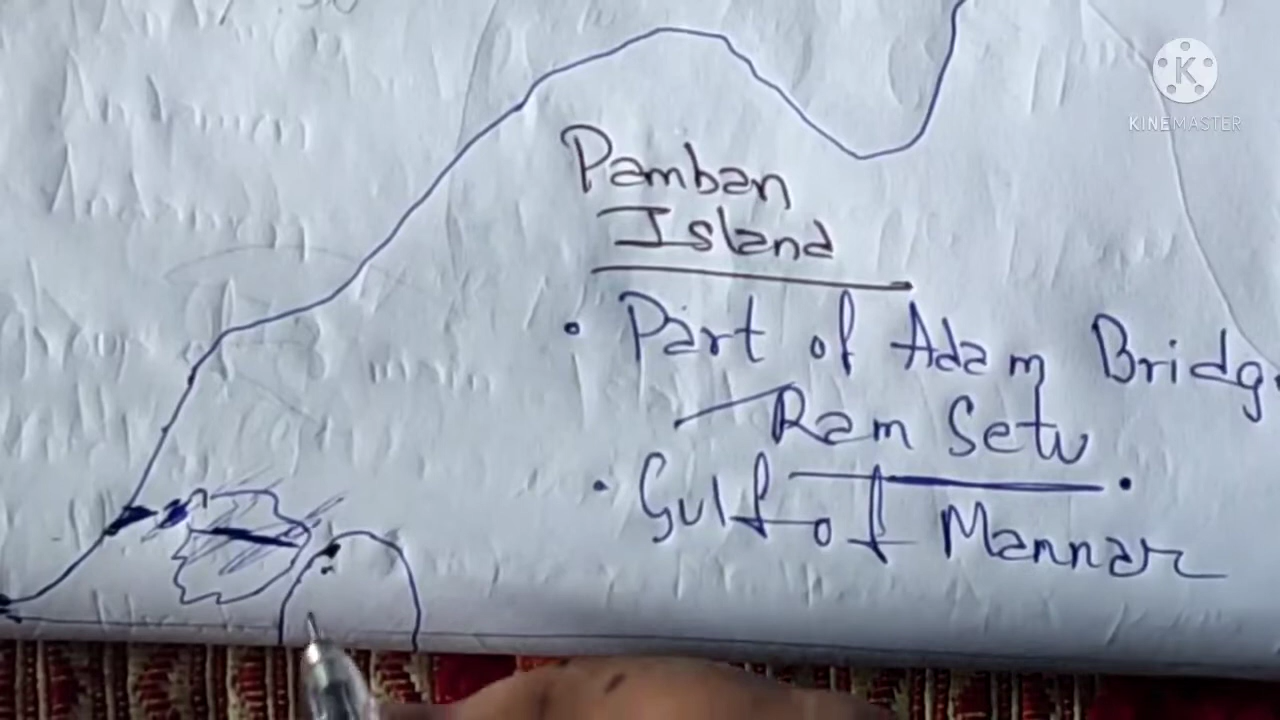 KINEMASTER
Pamban
Island
• Part of Adam Bridg
Ram Setu
• Gulf of Mannar